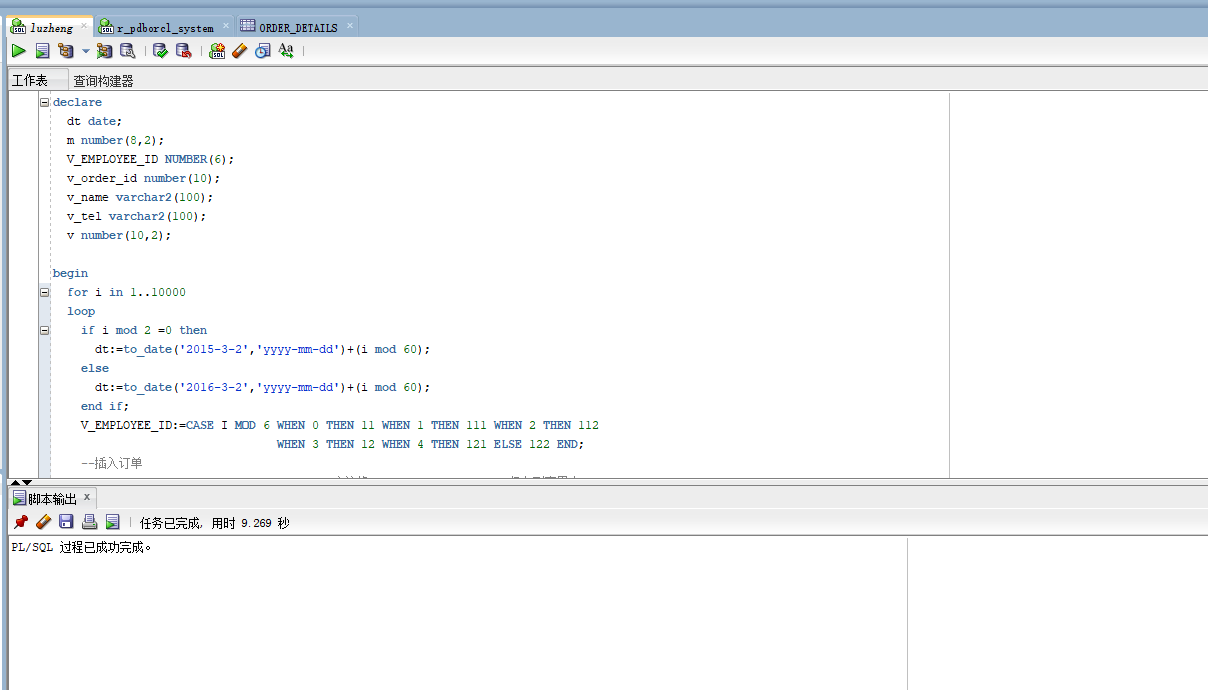 luzheng
r_pdborcl_system
ORDER_DETAILS
工作表
查询构建器
declare
dt date;
m number(8,2);
V_EMPLOYEE_ID NUMBER(6);
v_order_id number(10);
v_name varchar2(100);
v_tel varchar2(100);
v number(10,2);
begin
for i in 1..10000
loop
if i mod 2 =0 then
dt:=to_date('2015-3-2','yyyy-mm-dd')+(i mod 60);
else
dt:=to_date('2016-3-2','yyyy-mm-dd')+(i mod 60);
end if;
V_EMPLOYEE_ID:=CASE I MOD 6 WHEN 0 THEN 11 WHEN 1 THEN 111 WHEN 2 THEN 112
WHEN 3 THEN 12 WHEN 4 THEN 121 ELSE 122 END;
--插入订单
脚本输出
任务已完成, 用时 9.269 秒
PL/SQL 过程已成功完成。